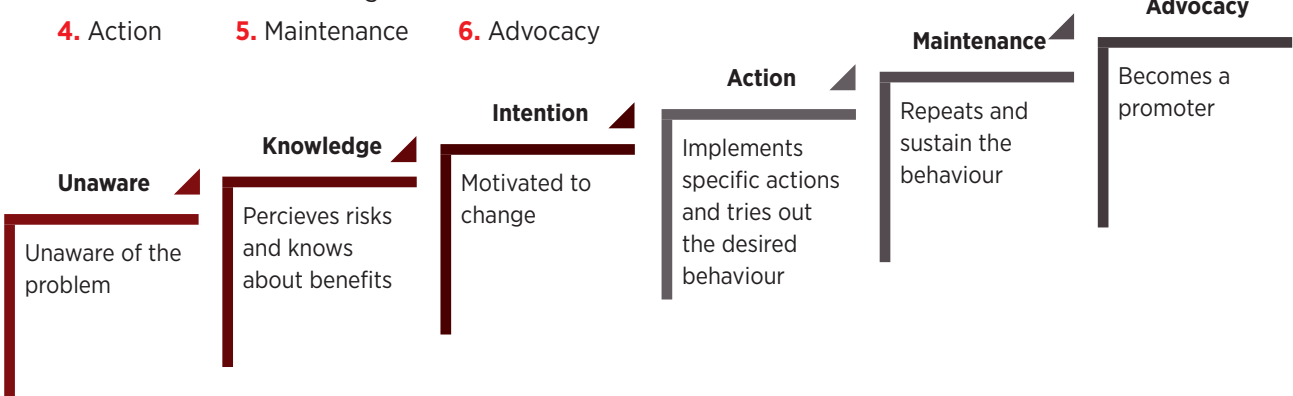 4. Action 5. Maintenance 6. Advocacy
Advocacy
Becomes a
promoter
Maintenance
Repeats and
sustain the
behaviour
Action
Implements
specific actions
and tries out
the desired
behaviour
Intention
Motivated to
change
Knowledge
Percieves risks
and knows
about benefits
Unaware
Unaware of the
problem